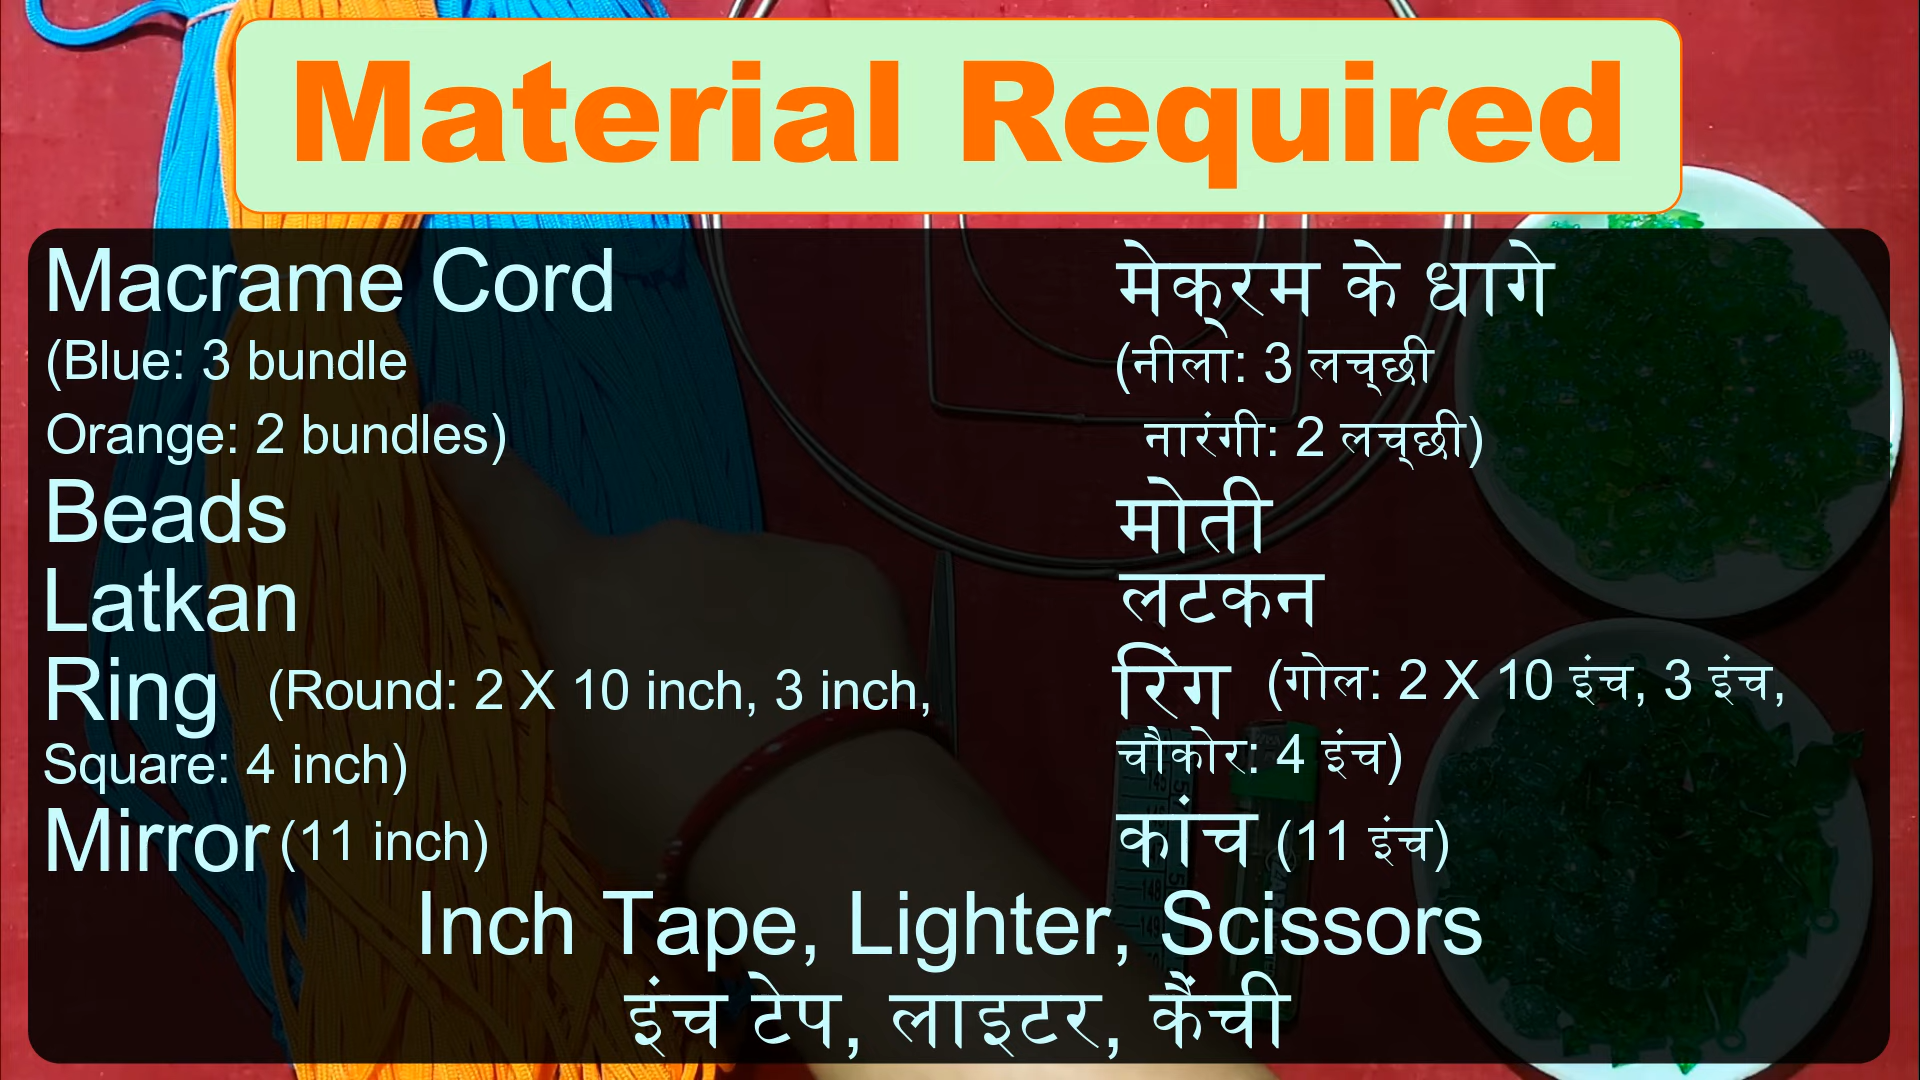 Material Required
Macrame Cord
(Blue: 3 bundle
Orange: 2 bundles)
Beads
Latkan
Ring (Round: 2 X 10 inch, 3 inch,
Square: 4 inch)
Mirror (11 inch)
मेक्‌रम के धागे
(नीला: 3 लच्‌छी
नारंगी: 2 लच्‌छी)
मोती
लटकन
रिंग (गोल: 2 X 10 इंच, 3 इंच,
चौकोर: 4 इंच)
कांच (11 इंच)
Inch Tape, Lighter, Scissors
इंच टेप, लाइटर, कैंची